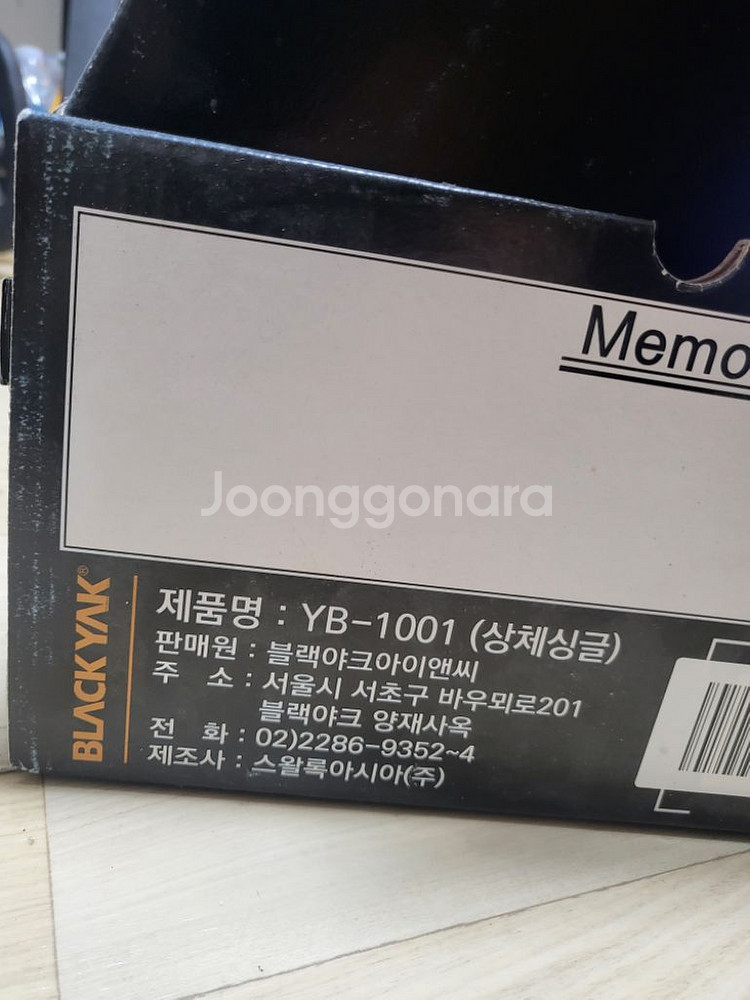 Memo
Joonggonara
BLACKYAK®
제품명 : YB-1001 (상체싱글)
판매원 : 블랙야크아이앤씨
주 소 : 서울시 서초구 바우뫼로201
블랙야크 양재사옥
전 화 : 02)2286-9352~4
제조사 : 스왈록아시아(주)